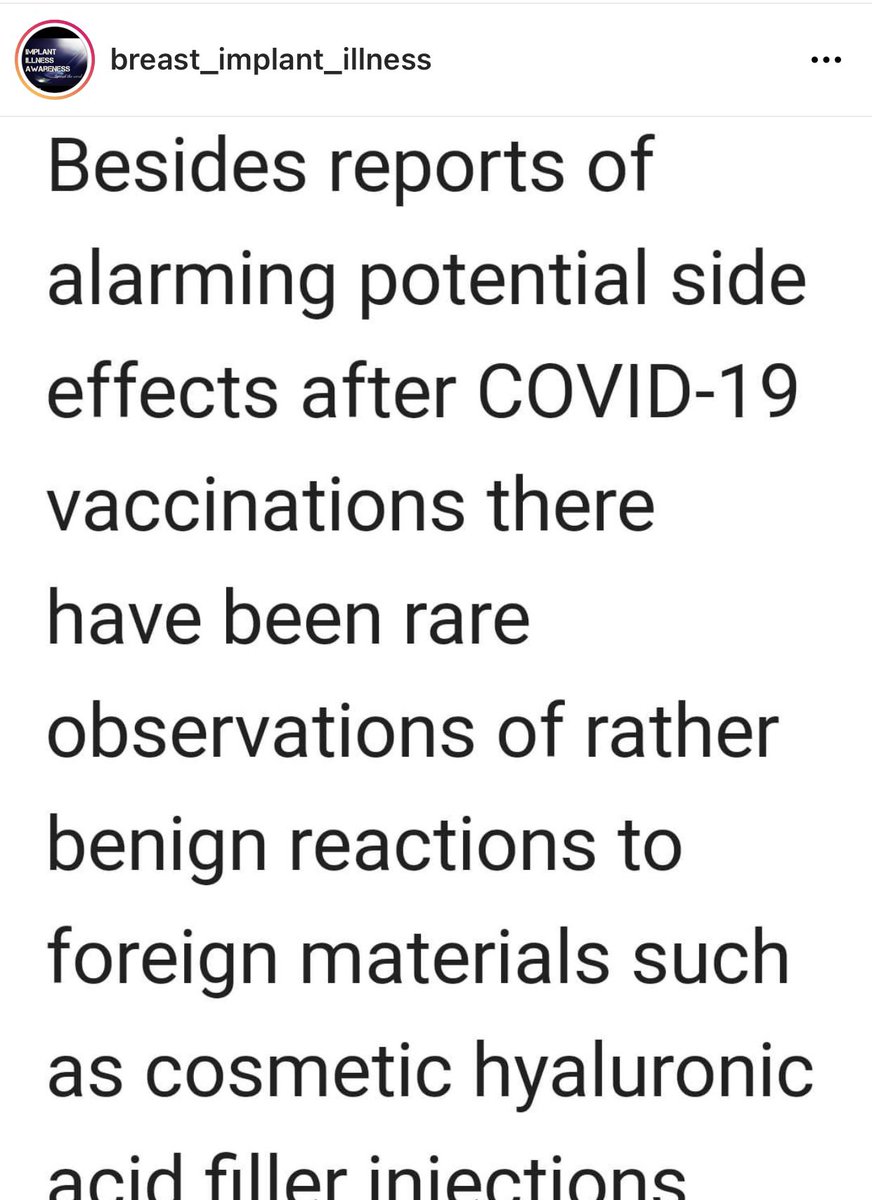 IMPLANT
ILLNESS
AWARENESS
breast_implant_illness
Besides reports of
alarming potential side
effects after COVID-19
vaccinations there
have been rare
observations of rather
benign reactions to
foreign materials such
as cosmetic hyaluronic
acid filler injections